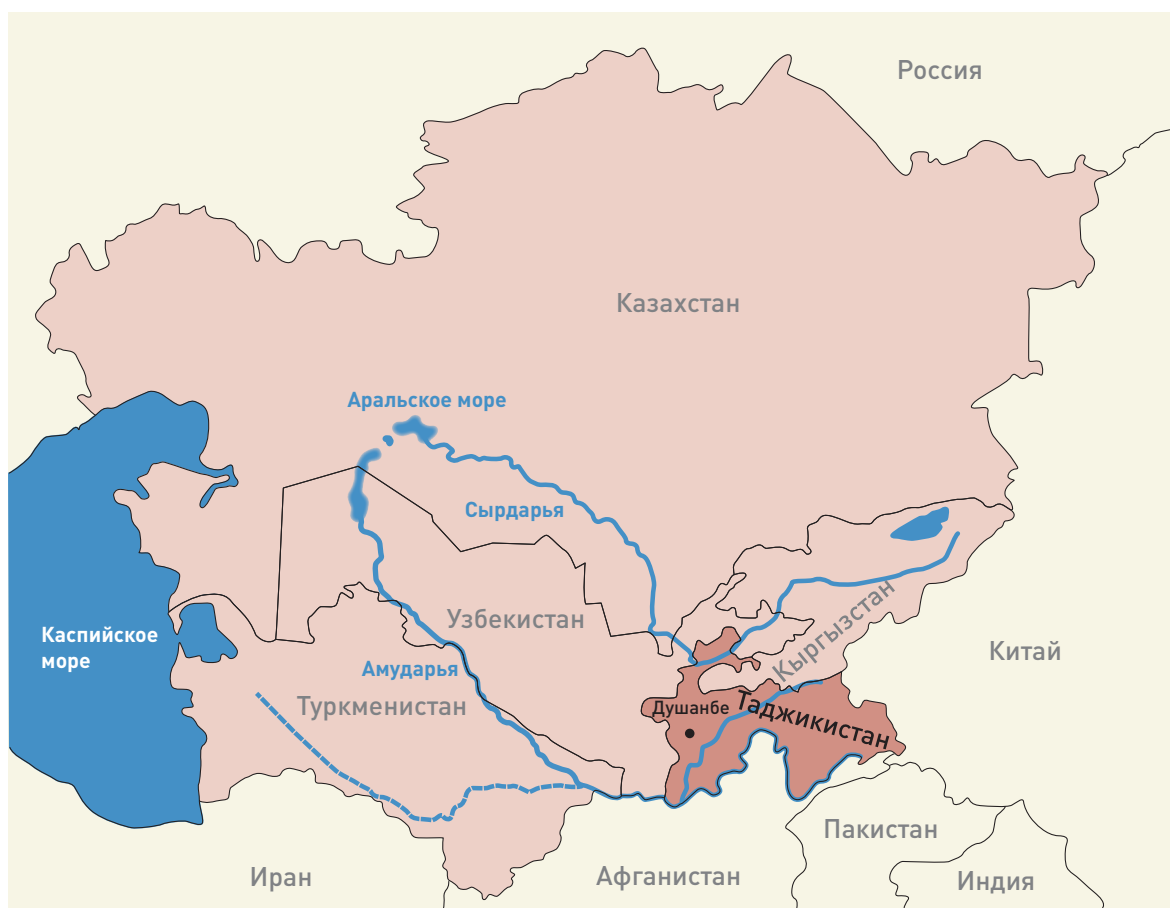 Россия
Казахстан
Аральское море
Сырдарья
Узбекистан
Кыргызстан
Каспийское
море
Китай
Амударья
Туркменистан
Душанбе
Таджикистан
Пакистан
Иран
Афганистан
Индия